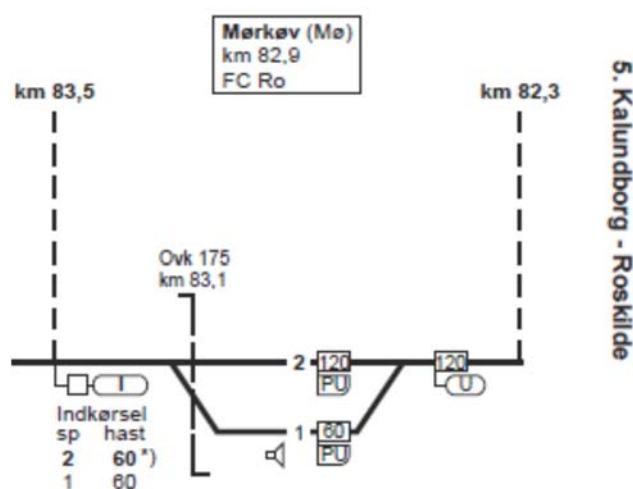 Mørkøv (Mø)
km 82,9
FC Ro
km 83,5
km 82,3
5. Kalundborg - Roskilde
Ovk 175
km 83,1
2 120
PU
120
U
I
1 60
PU
Indkørsel
sp hast
2 60*)
1 60